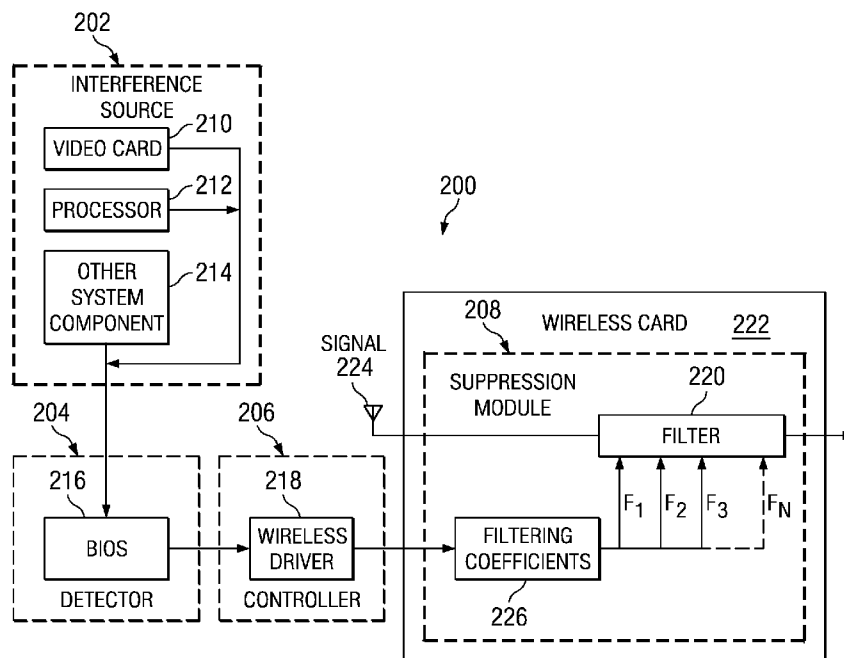 202
INTERFERENCE
SOURCE
210
VIDEO CARD
212
PROCESSOR
214
OTHER
SYSTEM
COMPONENT
200
208
WIRELESS CARD
222
SIGNAL
224
SUPPRESSION
MODULE
220
FILTER
204
216
BIOS
DETECTOR
206
218
WIRELESS
DRIVER
CONTROLLER
FILTERING
COEFFICIENTS
226
F1
F2
F3
FN